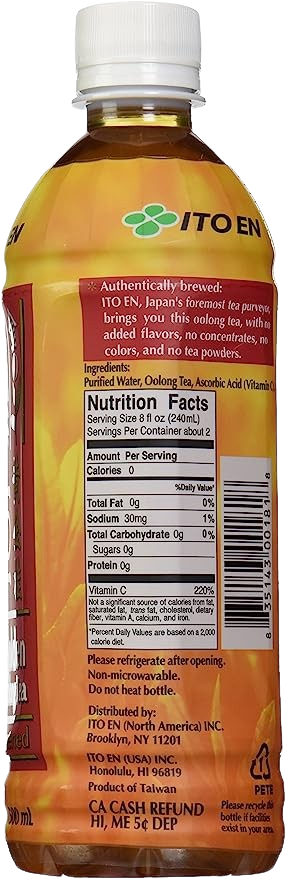 ITO EN
EN
* Authentically brewed:
ITO EN, Japan's foremost tea purveyor,
brings you this oolong tea, with no
added flavors, no concentrates, no
colors, and no tea powders.
Ingredients:
Purified Water, Oolong Tea, Ascorbic Acid (Vitamin C
Nutrition Facts
Serving Size 8 fl oz (240mL)
Servings Per Container about 2
Amount Per Serving
Calories 0
%Daily Value*
Total Fat 0g 0%
Sodium 30mg 1%
Total Carbohydrate 0g 0%
Sugars 0g
Protein 0g
Vitamin C 220%
Not a significant source of calories from fat,
saturated fat, trans fat, cholesterol, dietary
fiber, vitamin A, calcium, and iron.
*Percent Daily Values are based on a 2,000
calorie diet.
8 35143 00181 8
Please refrigerate after opening.
Non-microwavable.
Do not heat bottle.
Distributed by:
ITO EN (North America) INC.
Brooklyn, NY 11201
ITO EN (USA) INC.
Honolulu, HI 96819
Product of Taiwan
CA CASH REFUND
HI, ME 5¢ DEP
1
PETE
Please recycle this
bottle if facilities
exist in your area.